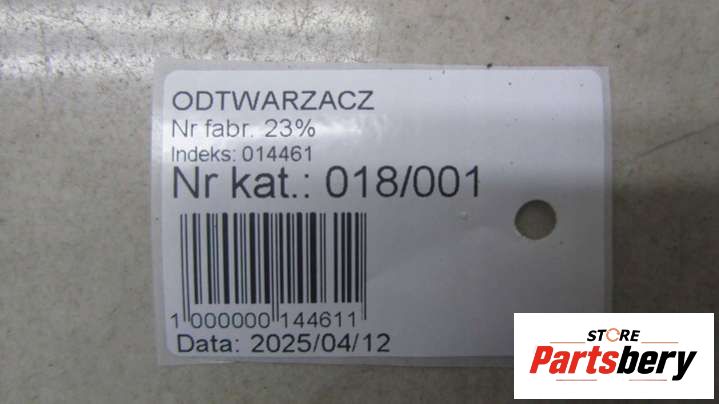 ODTWARZACZ
Nr fabr. 23%
Indeks: 014461
Nr kat.: 018/001
1 000000 144611
Data: 2025/04/12
STORE
Partsbery